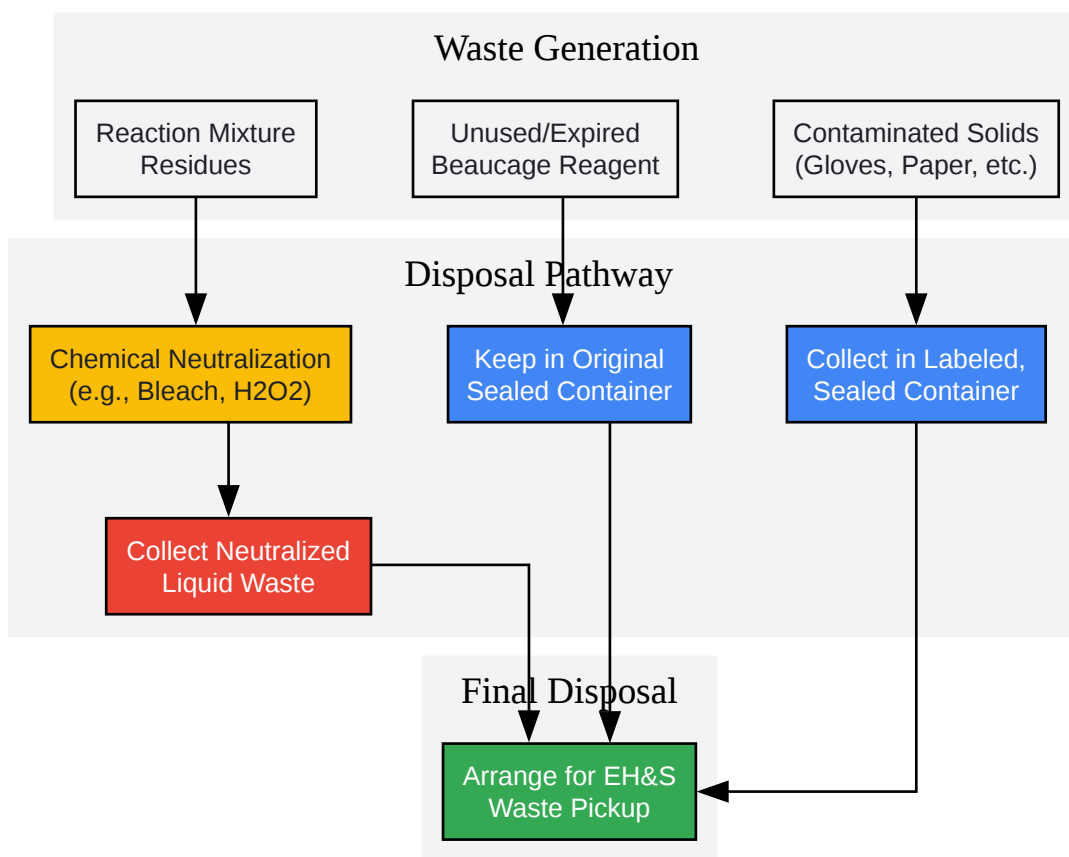 Waste Generation
Reaction Mixture
Residues
Unused/Expired
Beaucage Reagent
Contaminated Solids
(Gloves, Paper, etc.)
Disposal Pathway
Chemical Neutralization
(e.g., Bleach, H2O2)
Keep in Original
Sealed Container
Collect in Labeled,
Sealed Container
Collect Neutralized
Liquid Waste
Final Disposal
Arrange for EH&S
Waste Pickup